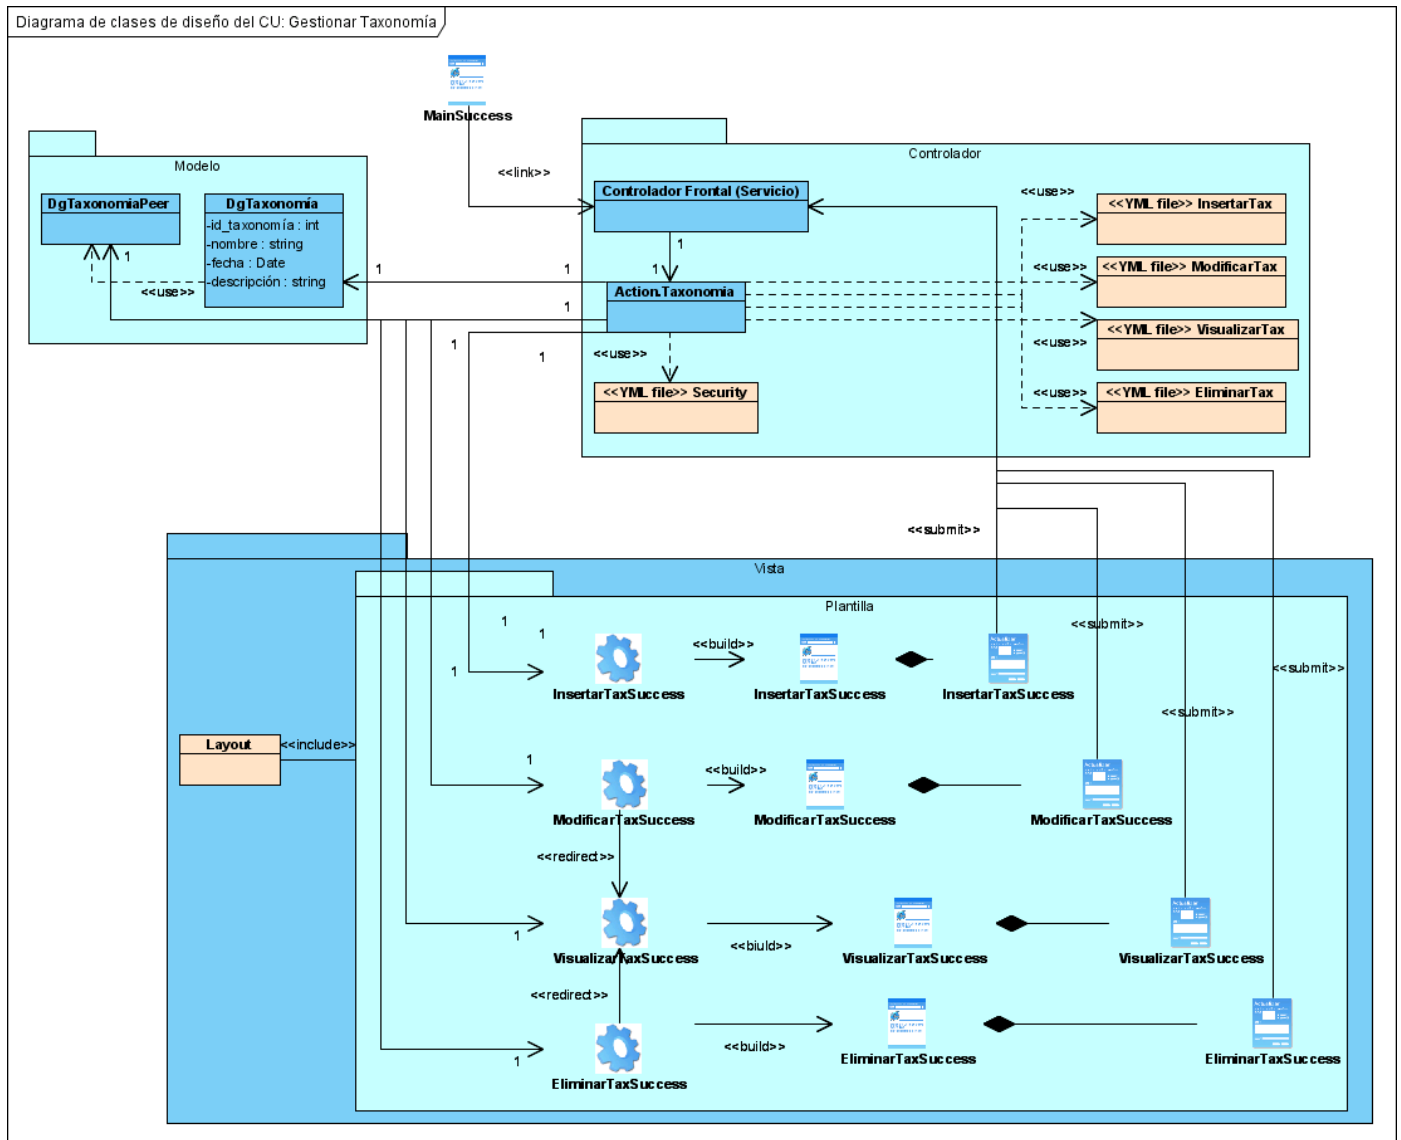 Diagrama de clases de diseño del CU: Gestionar Taxonomía
MainSuccess
<<link>>
Modelo
DgTaxonomiaPeer
DgTaxonomía
-id_taxonomía : int
-nombre : string
-fecha : Date
-descripción : string
<<use>>
1
1
Controlador
Controlador Frontal (Servicio)
1
1
1
Action.Taxonomia
1
1
1
<<use>>
<<YML file>> Security
<<use>>
<<YML file>> InsertarTax
<<use>>
<<YML file>> ModificarTax
<<YML file>> VisualizarTax
<<use>>
<<use>>
<<YML file>> EliminarTax
<<submit>>
Vista
Plantilla
Layout
<<include>>
1
1
1
InsertarTaxSuccess
<<build>>
InsertarTaxSuccess
InsertarTaxSuccess
<<submit>>
<<submit>>
<<submit>>
1
ModificarTaxSuccess
<<build>>
ModificarTaxSuccess
ModificarTaxSuccess
<<redirect>>
1
VisualizarTaxSuccess
<<biuld>>
VisualizarTaxSuccess
VisualizarTaxSuccess
<<redirect>>
1
EliminarTaxSuccess
<<build>>
EliminarTaxSuccess
EliminarTaxSuccess